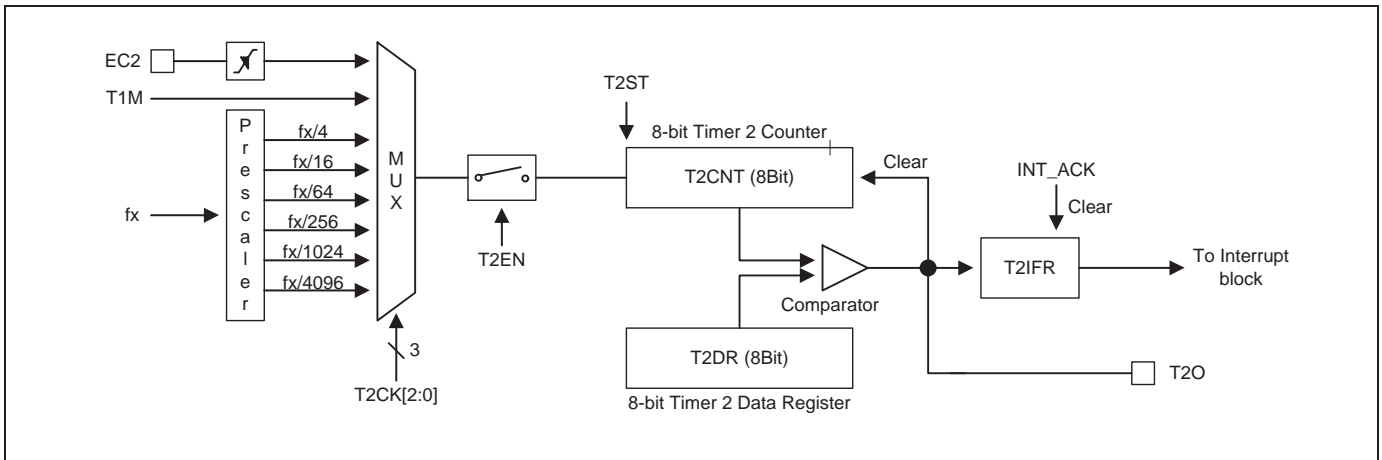 EC2
T1M
fx
Prescaler
fx/4
fx/16
fx/64
fx/256
fx/1024
fx/4096
MUX
3
T2CK[2:0]
T2EN
T2ST
8-bit Timer 2 Counter
T2CNT (8Bit)
Clear
Comparator
T2DR (8Bit)
8-bit Timer 2 Data Register
INT_ACK
Clear
T2IFR
To Interrupt
block
T2O